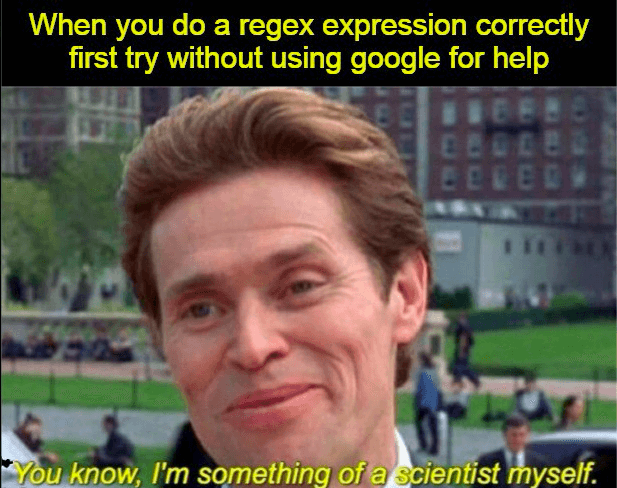 When you do a regex expression correctly
first try without using google for help
*You know, I'm something of a scientist myself.